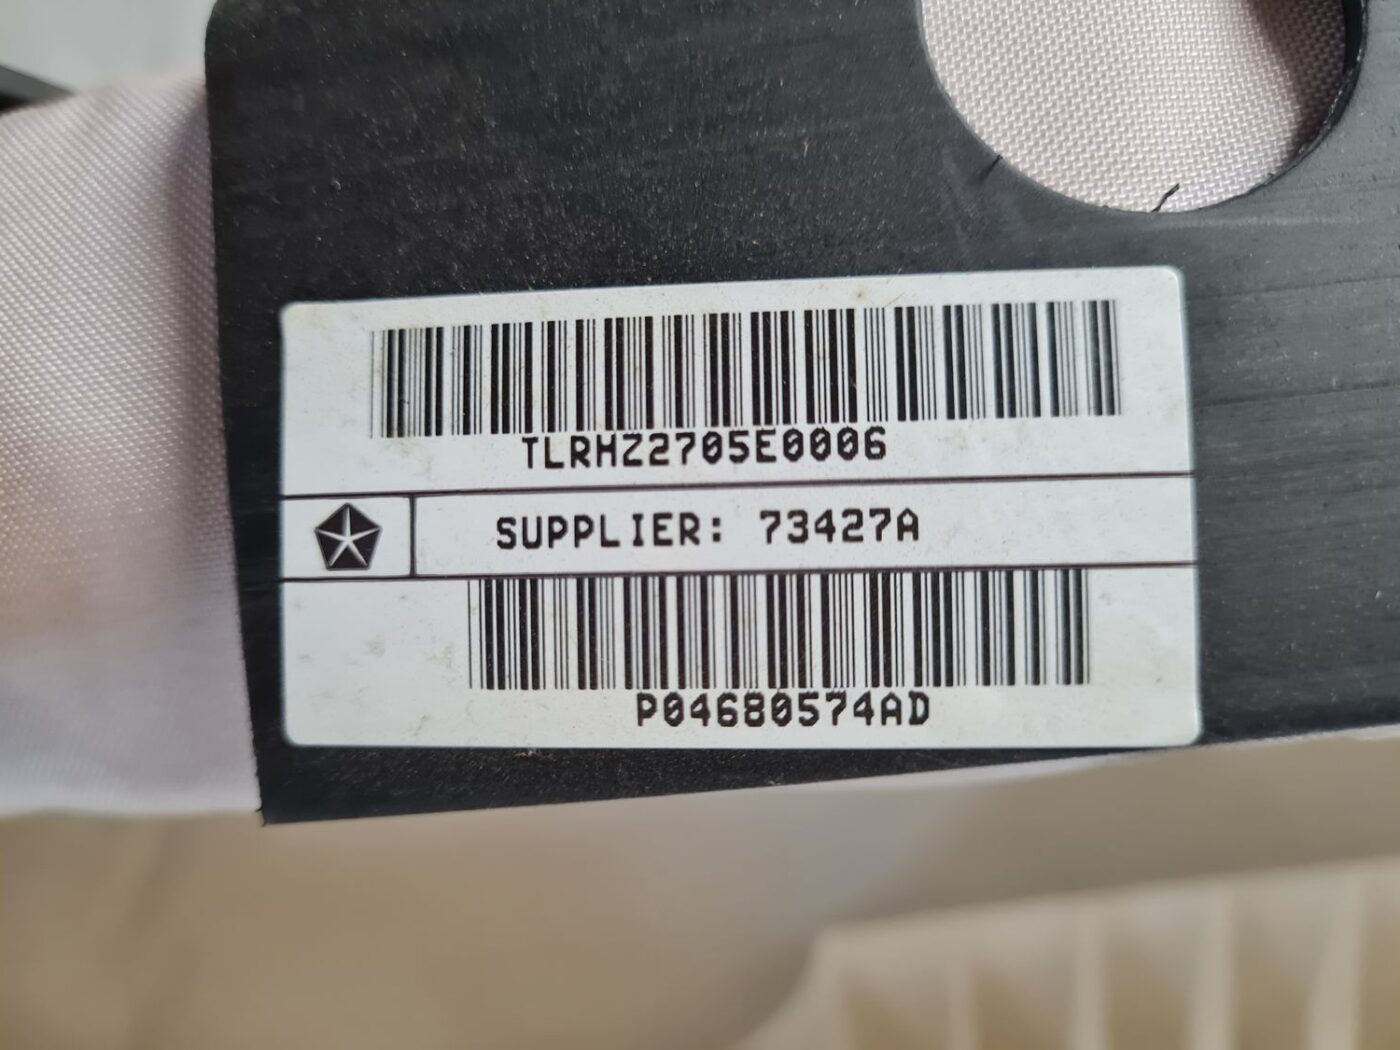 TLRHZ2705E0006
SUPPLIER: 73427A
P04680574AD